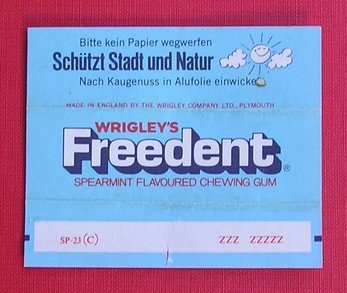 Bitte kein Papier wegwerfen
Schützt Stadt und Natur
Nach Kaugenuss in Alufolie einwickeln
MADE IN ENGLAND BY THE WRIGLEY COMPANY LTD., PLYMOUTH
WRIGLEY'S
Freedent®
SPEARMINT FLAVOURED CHEWING GUM
SP-23 (C) ZZZ ZZZZZ